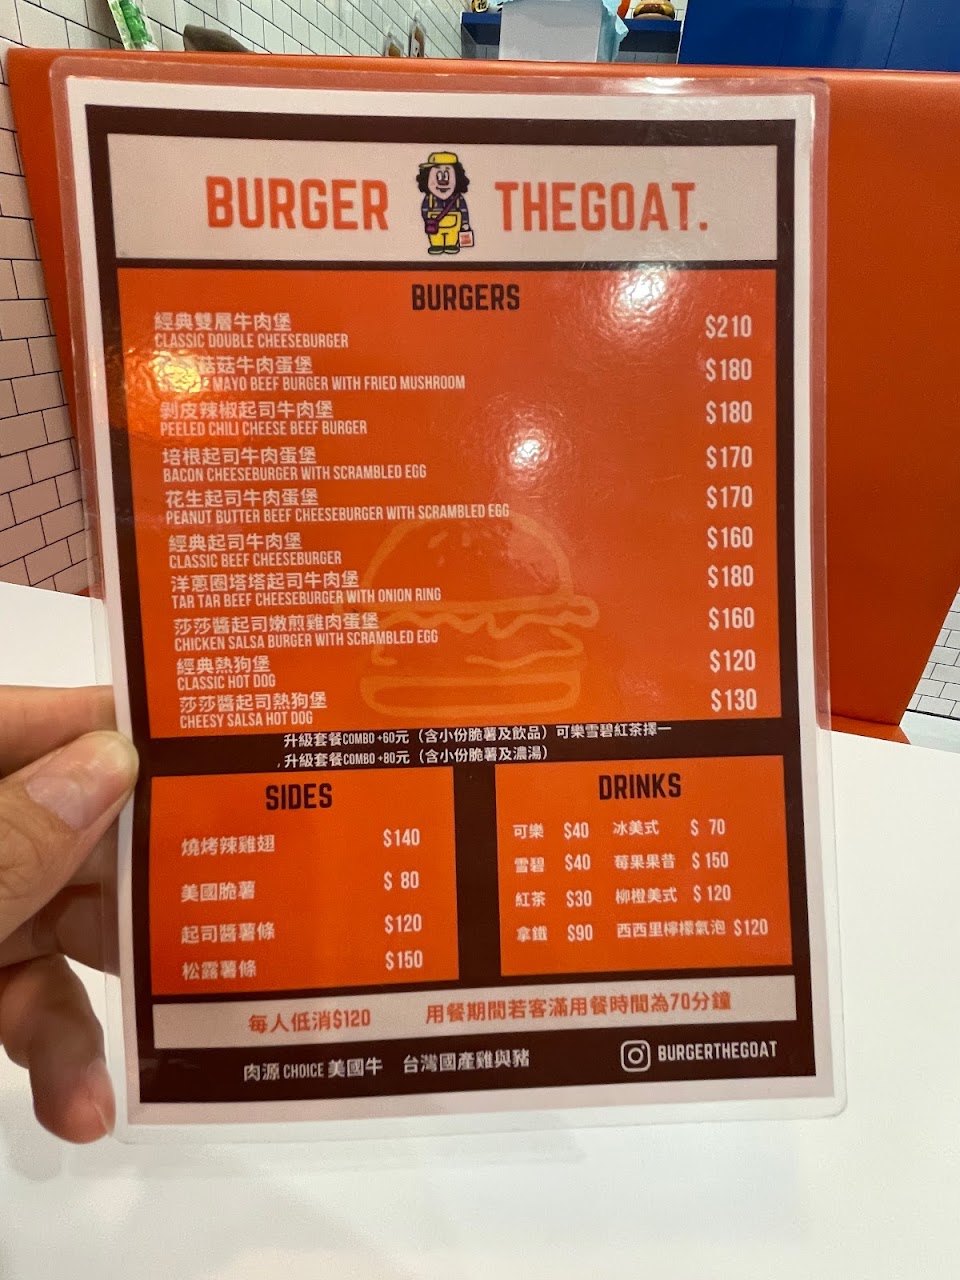 BURGER THEGOAT.
BURGERS
經典雙層牛肉堡 $210
CLASSIC DOUBLE CHEESEBURGER
菇菇牛肉蛋堡 $180
MAYO BEEF BURGER WITH FRIED MUSHROOM
剝皮辣椒起司牛肉堡 $180
PEELED CHILI CHEESE BEEF BURGER
培根起司牛肉蛋堡 $170
BACON CHEESEBURGER WITH SCRAMBLED EGG
花生起司牛肉蛋堡 $170
PEANUT BUTTER BEEF CHEESEBURGER WITH SCRAMBLED EGG
經典起司牛肉堡 $160
CLASSIC BEEF CHEESEBURGER
洋蔥圈塔塔起司牛肉堡 $180
TAR TAR BEEF CHEESEBURGER WITH ONION RING
莎莎醬起司嫩煎雞肉蛋堡 $160
CHICKEN SALSA BURGER WITH SCRAMBLED EGG
經典熱狗堡 $120
CLASSIC HOT DOG
莎莎醬起司熱狗堡 $130
CHEESY SALSA HOT DOG
升級套餐COMBO +60元（含小份脆薯及飲品）可樂雪碧紅茶擇一
升級套餐COMBO +80元（含小份脆薯及濃湯）
SIDES
燒烤辣雞翅 $140
美國脆薯 $ 80
起司醬薯條 $120
松露薯條 $150
DRINKS
可樂 $40 冰美式 $ 70
雪碧 $40 莓果果昔 $ 150
紅茶 $30 柳橙美式 $ 120
拿鐵 $90 西西里檸檬氣泡 $120
每人低消$120 用餐期間若客滿用餐時間為70分鐘
肉源 CHOICE 美國牛 台灣國產雞與豬 BURGERTHEGOAT